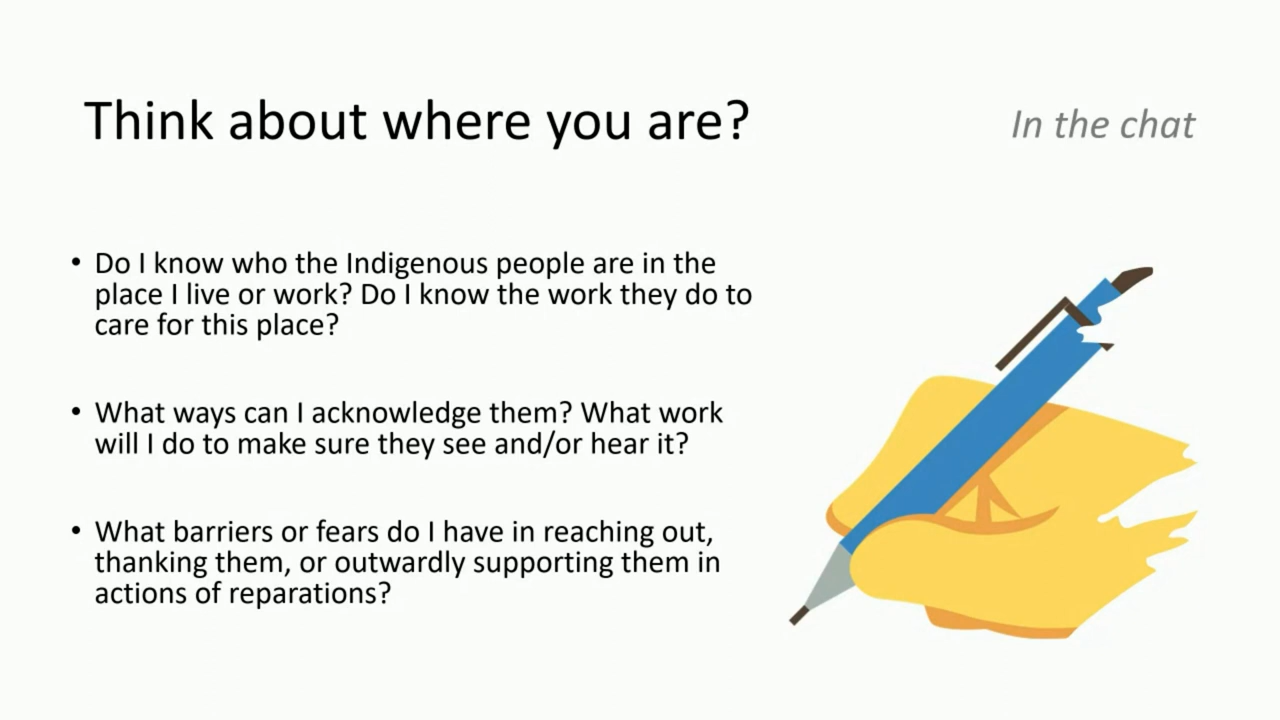 Think about where you are?
In the chat
• Do I know who the Indigenous people are in the
place I live or work? Do I know the work they do to
care for this place?
• What ways can I acknowledge them? What work
will I do to make sure they see and/or hear it?
• What barriers or fears do I have in reaching out,
thanking them, or outwardly supporting them in
actions of reparations?